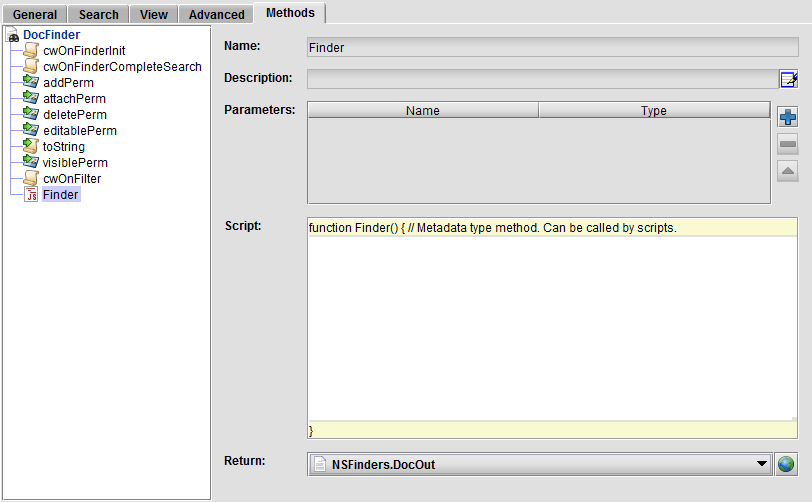 General Search View Advanced Methods
DocFinder
cwOnFinderInit
cwOnFinderCompleteSearch
addPerm
attachPerm
deletePerm
editablePerm
toString
visiblePerm
cwOnFilter
JS Finder
Name: Finder
Description:
Parameters: Name Type
Script: function Finder() { // Metadata type method. Can be called by scripts.
}
Return: NSFinders.DocOut